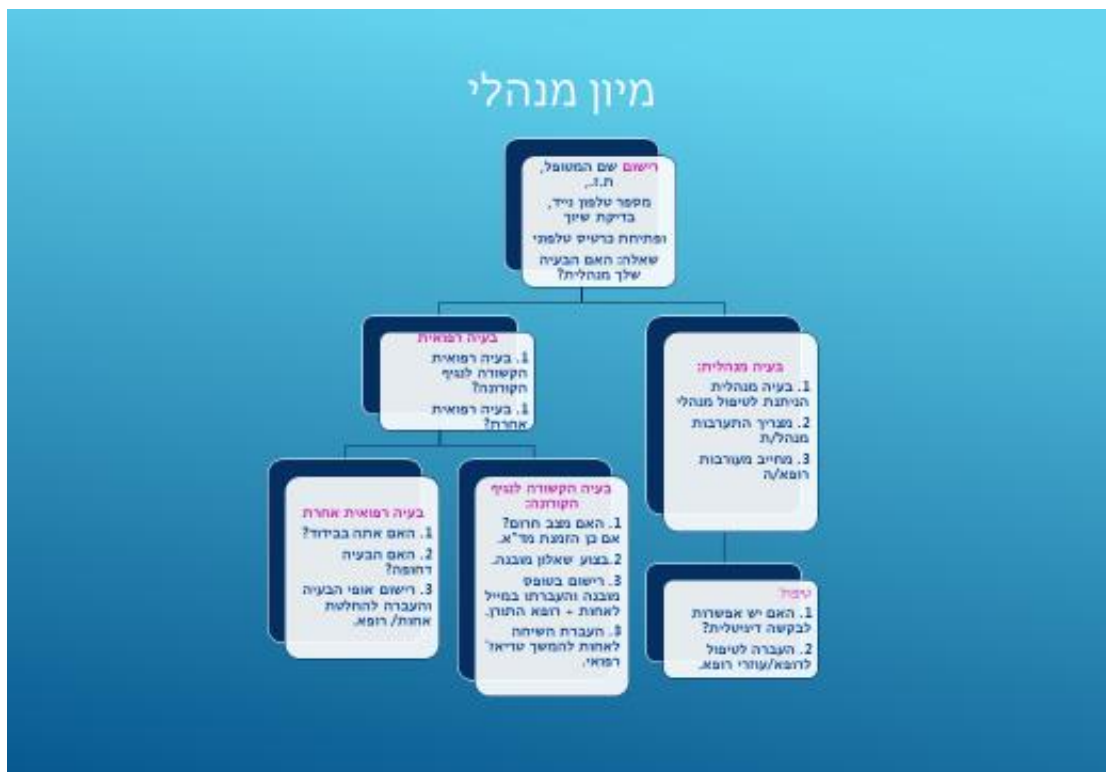 מיון מנהלי
רישום שם המטופל,
ת.ז.,
מספר טלפון נייד,
בדיקת שיוך
ופתיחת כרטיס טלפוני
שאלה: האם הבעיה
שלך מנהלית?
בעיה מנהלית:
1. בעיה מנהלית
הניתנת לטיפול מנהלי
2. מצריך התערבות
מנהל/ת
3. מחייב מעורבות
רופא/ה
בעיה רפואית
1. בעיה רפואית
הקשורה לנגיף
הקורונה?
1. בעיה רפואית
אחרת?
טיפול:
1. האם יש אפשרות
לבקשה דיגיטלית?
2. העברה לטיפול
לרופא/עוזרי רופא.
בעיה הקשורה לנגיף
הקורונה:
1. האם מצב חרום?
אם כן הזמנת מד"א.
2.בצוע שאלון מובנה.
3. רישום בטופס
מובנה והעברתו במייל
לאחות + רופא התורן.
3. העברת השיחה
לאחות להמשך טריאז'
רפואי.
בעיה רפואית אחרת
1. האם אתה בבידוד?
2. האם הבעיה
דחופה?
3. רישום אופי הבעיה
והעברה להחלטת
אחות/ רופא.